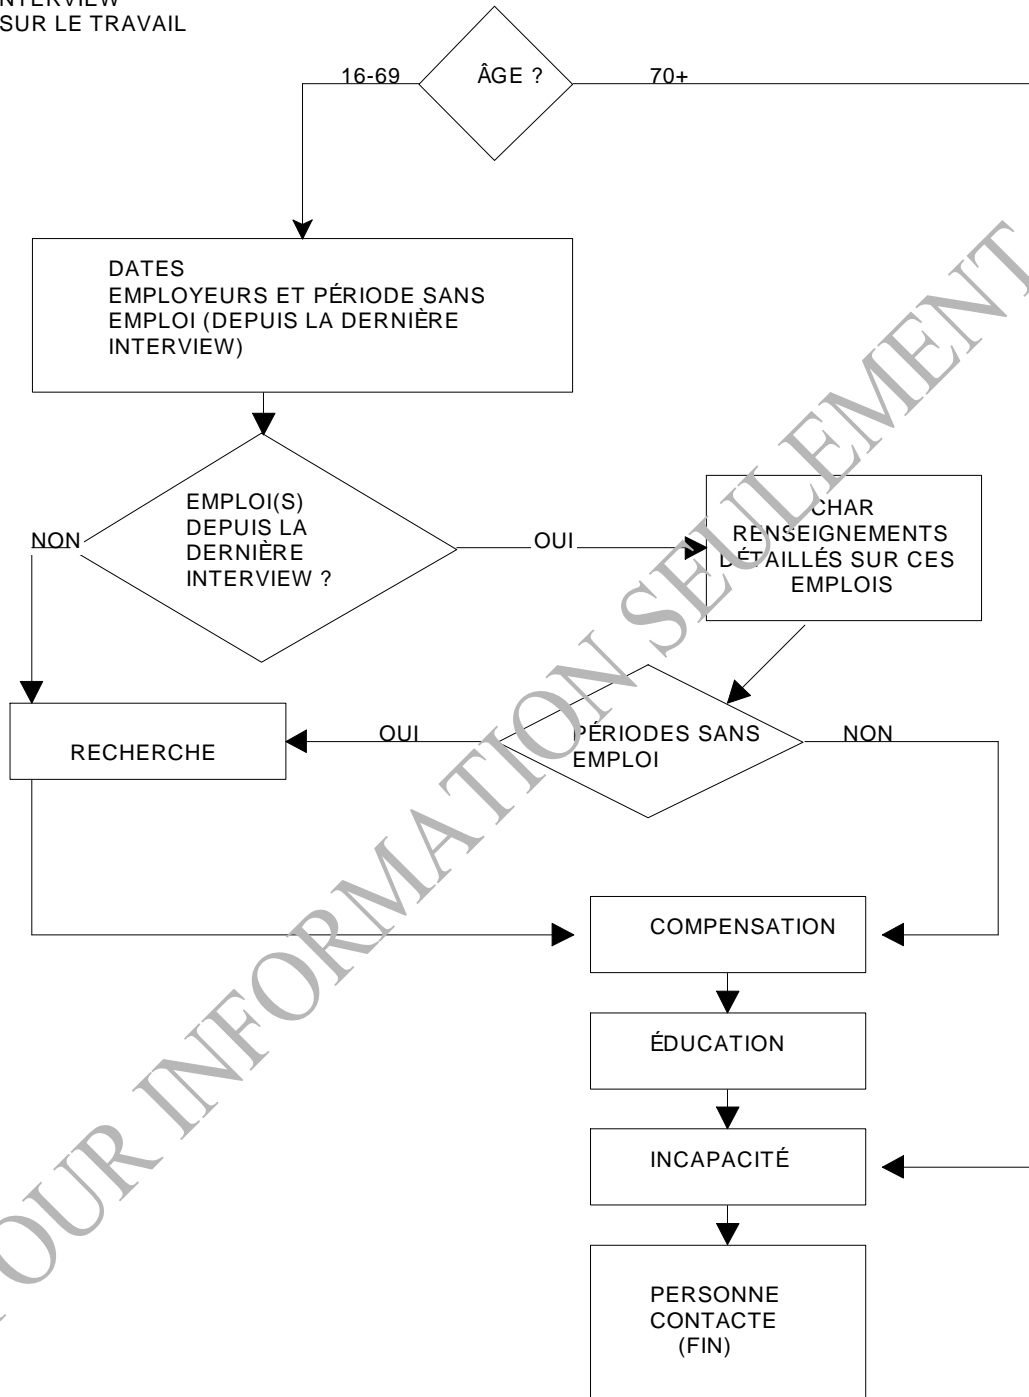 NTERVIEW
SUR LE TRAVAIL
16-69
ÂGE ?
70+
DATES
EMPLOYEURS ET PÉRIODE SANS
EMPLOI (DEPUIS LA DERNIÈRE
INTERVIEW)
EMPLOI(S)
DEPUIS LA
DERNIÈRE
INTERVIEW ?
NON
OUI
CHAR
RENSEIGNEMENTS
DÉTAILLÉS SUR CES
EMPLOIS
RECHERCHE
OUI
PÉRIODES SANS
EMPLOI
NON
COMPENSATION
ÉDUCATION
INCAPACITÉ
PERSONNE
CONTACTE
(FIN)
POUR INFORMATION SEULEMENT